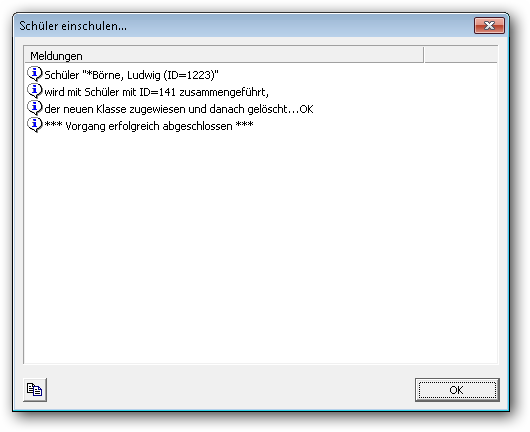 Schüler einschulen...
Meldungen
Schüler "*Börne, Ludwig (ID=1223)"
wird mit Schüler mit ID=141 zusammengeführt,
der neuen Klasse zugewiesen und danach gelöscht...OK
*** Vorgang erfolgreich abgeschlossen ***
OK